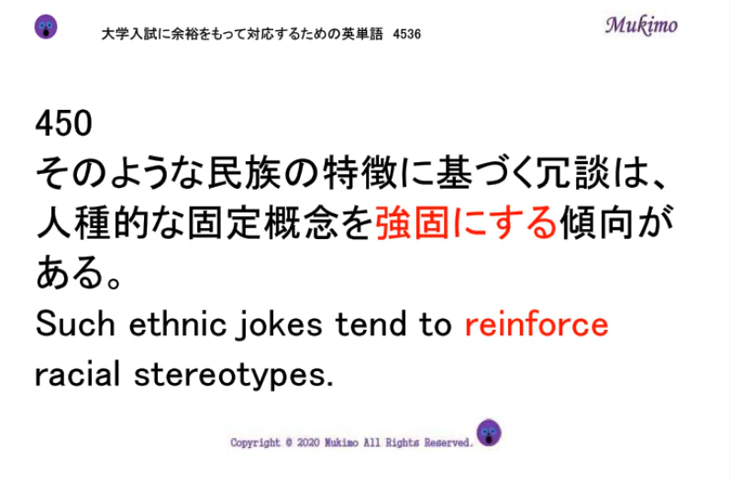 大学入試に余裕をもって対応するための英単語 4536
Mukimo
450
そのような民族の特徴に基づく冗談は、
人種的な固定概念を強固にする傾向が
ある。
Such ethnic jokes tend to reinforce
racial stereotypes.
Copyright © 2020 Mukimo All Rights Reserved.